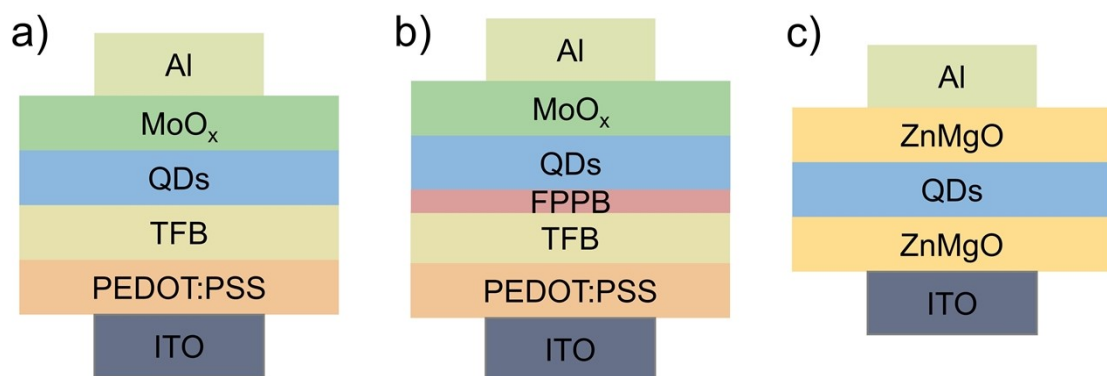 a)
Al
MoOₓ
QDs
TFB
PEDOT:PSS
ITO
b)
Al
MoOₓ
QDs
FPPB
TFB
PEDOT:PSS
ITO
c)
Al
ZnMgO
QDs
ZnMgO
ITO